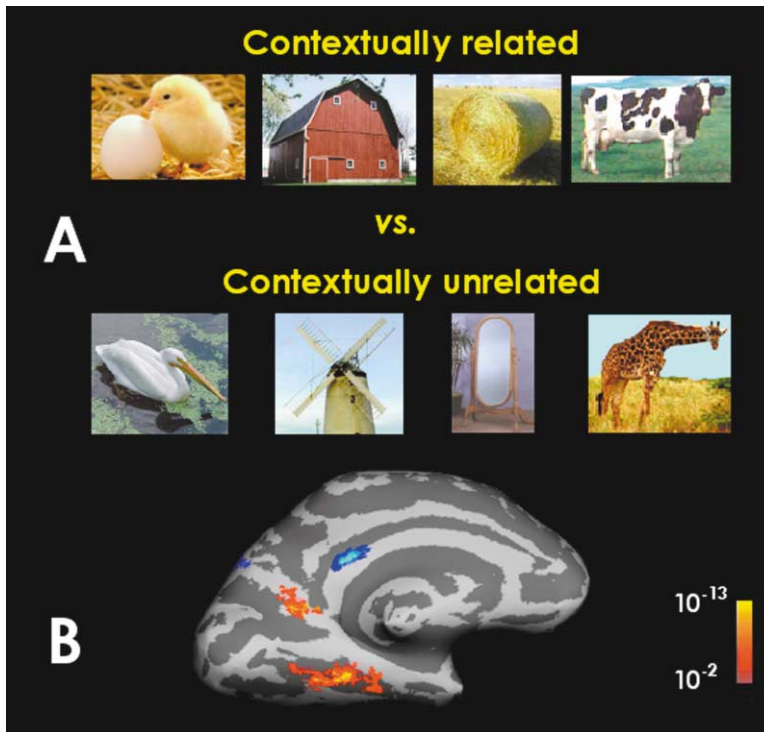 Contextually related
A
vs.
Contextually unrelated
B
10⁻¹³
10⁻²